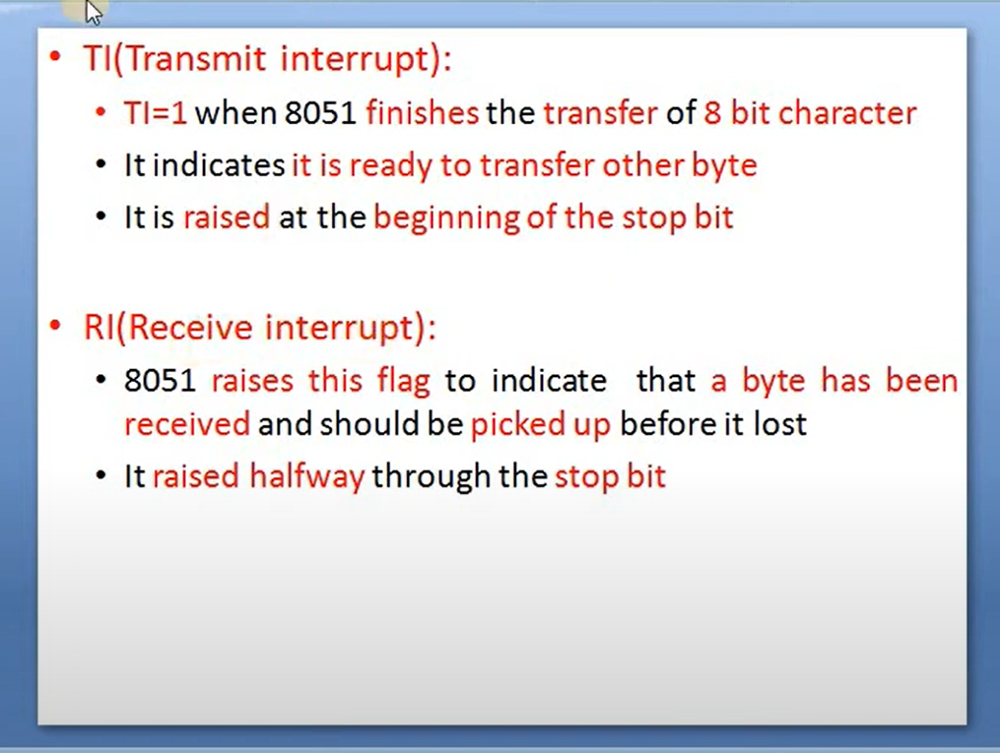 • TI(Transmit interrupt):
• TI=1 when 8051 finishes the transfer of 8 bit character
• It indicates it is ready to transfer other byte
• It is raised at the beginning of the stop bit
• RI(Receive interrupt):
• 8051 raises this flag to indicate that a byte has been
received and should be picked up before it lost
• It raised halfway through the stop bit